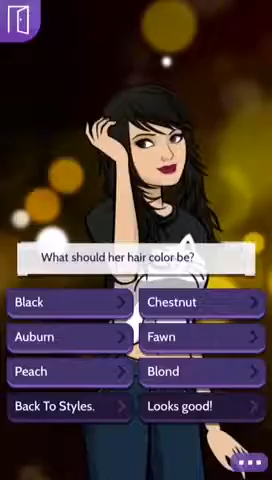 What should her hair color be?
Black
Chestnut
Auburn
Fawn
Peach
Blond
Back To Styles.
Looks good!